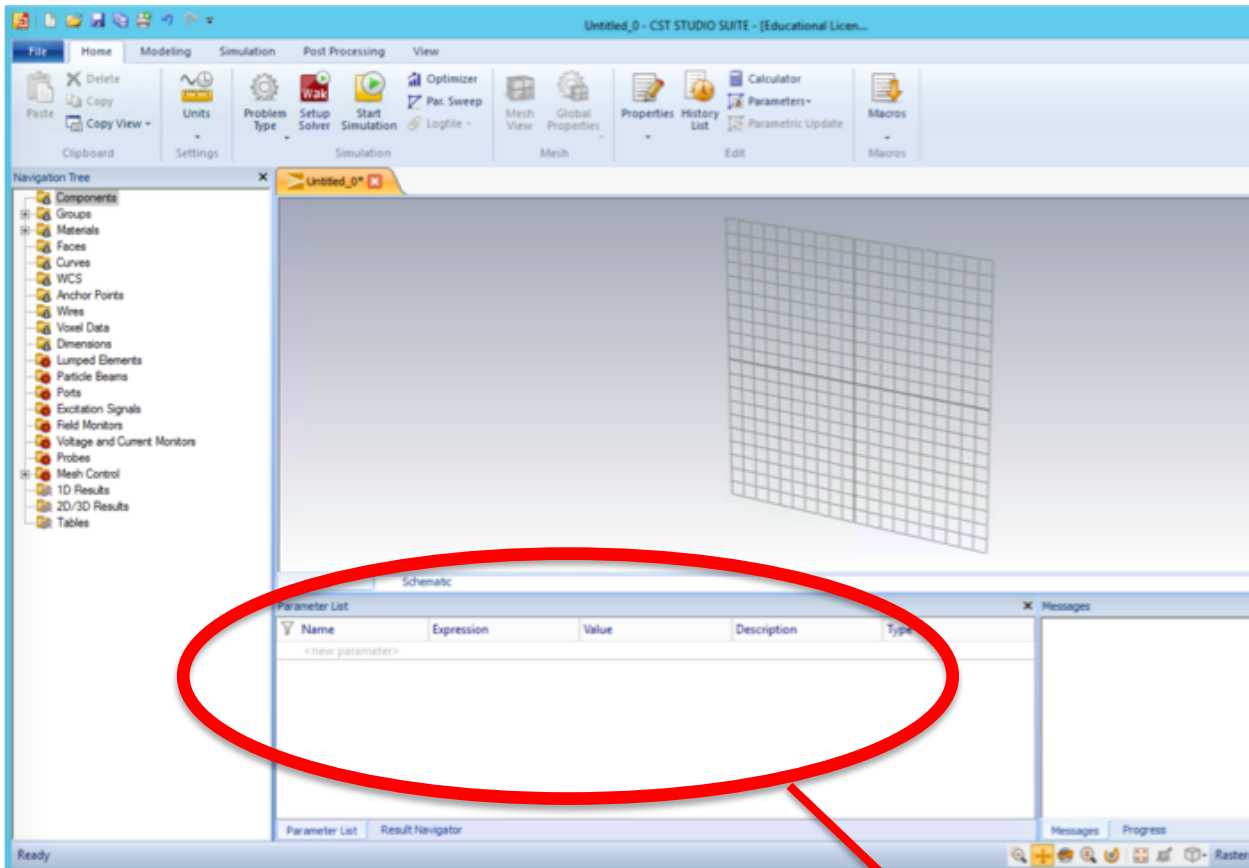 Untitled_0 - CST STUDIO SUITE - [Educational Licen...
File Home Modeling Simulation Post Processing View
Paste
Delete
Copy
Copy View
Clipboard
Units
Settings
Problem Type
Wak
Setup Solver
Start Simulation
Optimizer
Par. Sweep
Logfile
Simulation
Mesh View
Global Properties
Mesh
Properties
History List
Calculator
Parameters
Parametric Update
Edit
Macros
Macros
Navigation Tree
Components
Groups
Materials
Faces
Curves
WCS
Anchor Points
Wires
Voxel Data
Dimensions
Lumped Elements
Particle Beams
Ports
Excitation Signals
Field Monitors
Voltage and Current Monitors
Probes
Mesh Control
1D Results
2D/3D Results
Tables
Untitled_0*
Schematic
Parameter List
Name Expression Value Description Type
<new parameter>
Parameter List Result Navigator
Messages
Messages Progress
Ready
Raster